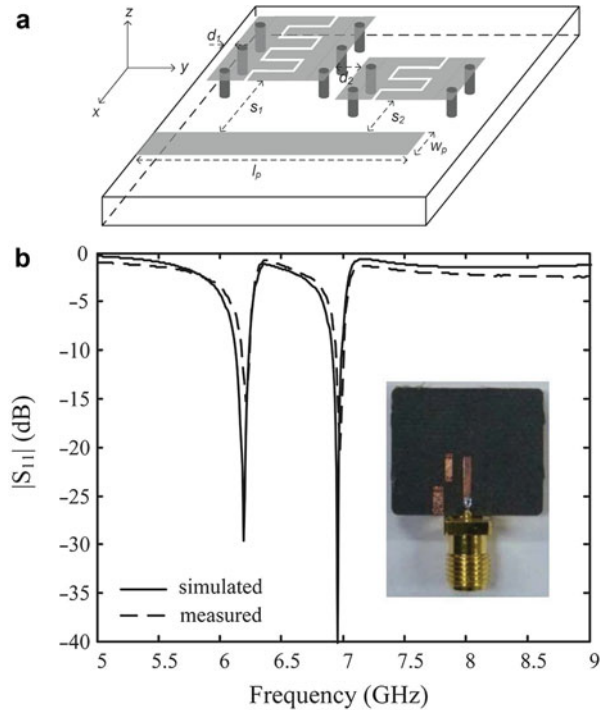 a
z
y
x
d1
d2
s1
s2
wp
lp
b
|S11| (dB)
0
−5
−10
−15
−20
−25
−30
−35
−40
simulated
measured
5.0
5.5
6
6.5
7
7.5
8
8.5
9
Frequency (GHz)